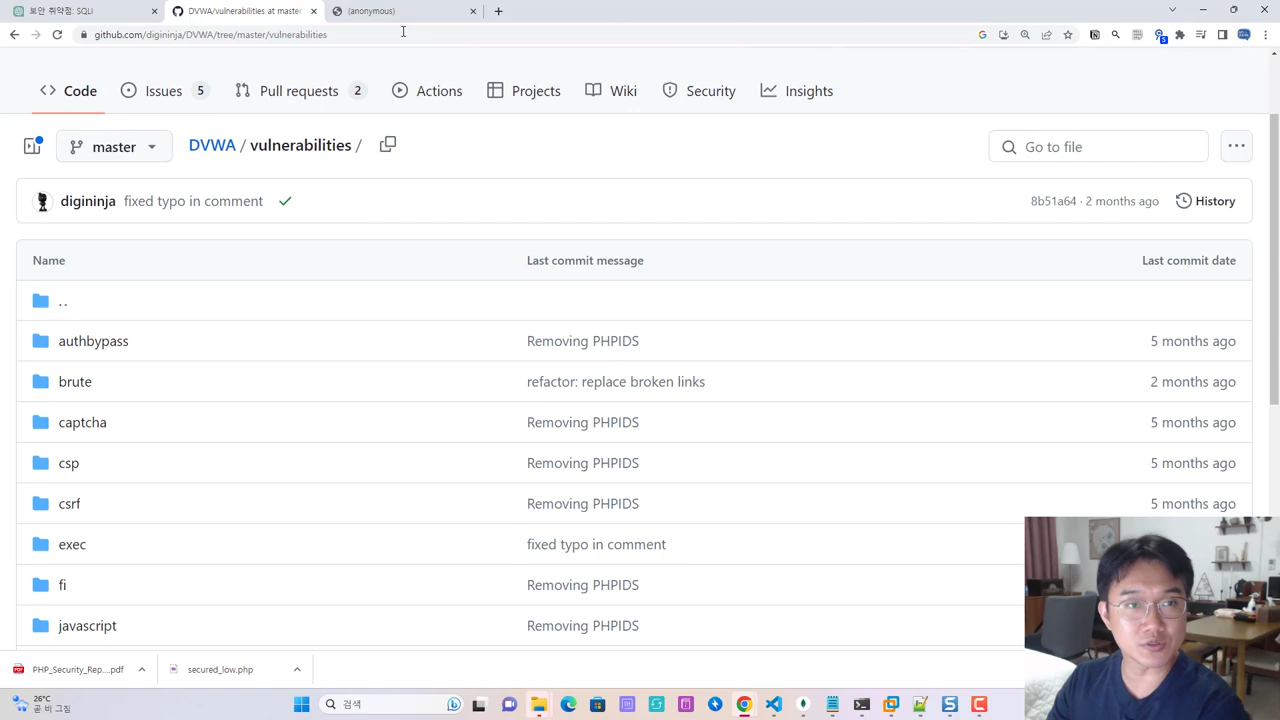 보안 취약점: SQLi
DVWA/vulnerabilities at master
(anonymous)
github.com/digininja/DVWA/tree/master/vulnerabilities
5
Code
Issues 5
Pull requests 2
Actions
Projects
Wiki
Security
Insights
master
DVWA / vulnerabilities /
Go to file
digininja fixed typo in comment
8b51a64 · 2 months ago
History
Name Last commit message Last commit date
..
authbypass Removing PHPIDS 5 months ago
brute refactor: replace broken links 2 months ago
captcha Removing PHPIDS 5 months ago
csp Removing PHPIDS 5 months ago
csrf Removing PHPIDS 5 months ago
exec fixed typo in comment
fi Removing PHPIDS
javascript Removing PHPIDS
PHP_Security_Rep....pdf
secured_low.php
26°C
곧 비 그침
검색